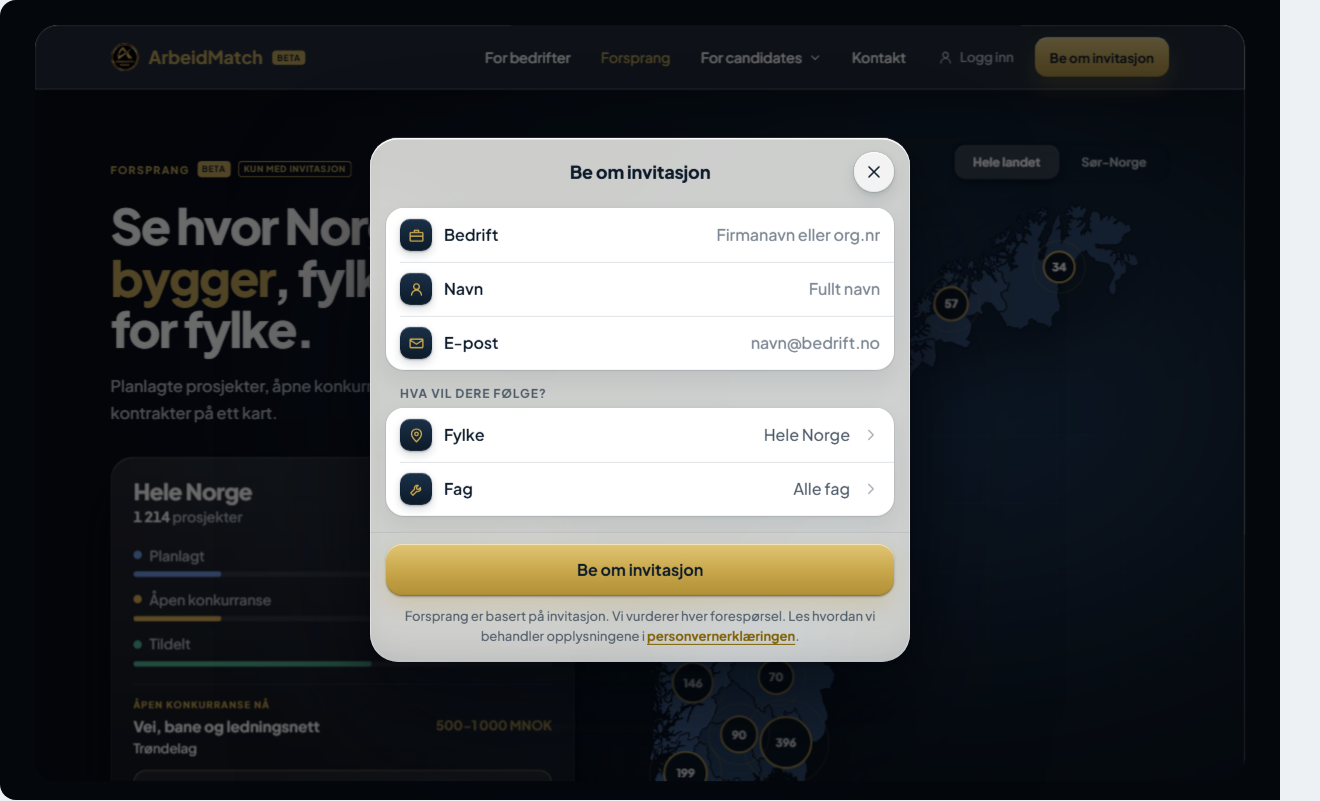 ArbeidMatch BETA
For bedrifter
Forsprang
For candidates
Kontakt
Logg inn
Be om invitasjon
FORSPRANG BETA KUN MED INVITASJON
Hele landet
Sør-Norge
Se hvor Nor
bygger, fylk
for fylke.
Planlagte prosjekter, åpne konkurr
kontrakter på ett kart.
Be om invitasjon
Bedrift
Firmanavn eller org.nr
Navn
Fullt navn
E-post
navn@bedrift.no
HVA VIL DERE FØLGE?
Fylke
Hele Norge
Fag
Alle fag
Be om invitasjon
Forsprang er basert på invitasjon. Vi vurderer hver forespørsel. Les hvordan vi
behandler opplysningene i personvernerklæringen.
Hele Norge
1 214 prosjekter
Planlagt
Åpen konkurranse
Tildelt
ÅPEN KONKURRANSE NÅ
Vei, bane og ledningsnett
500–1 000 MNOK
Trøndelag
34
57
146
70
90
396
199